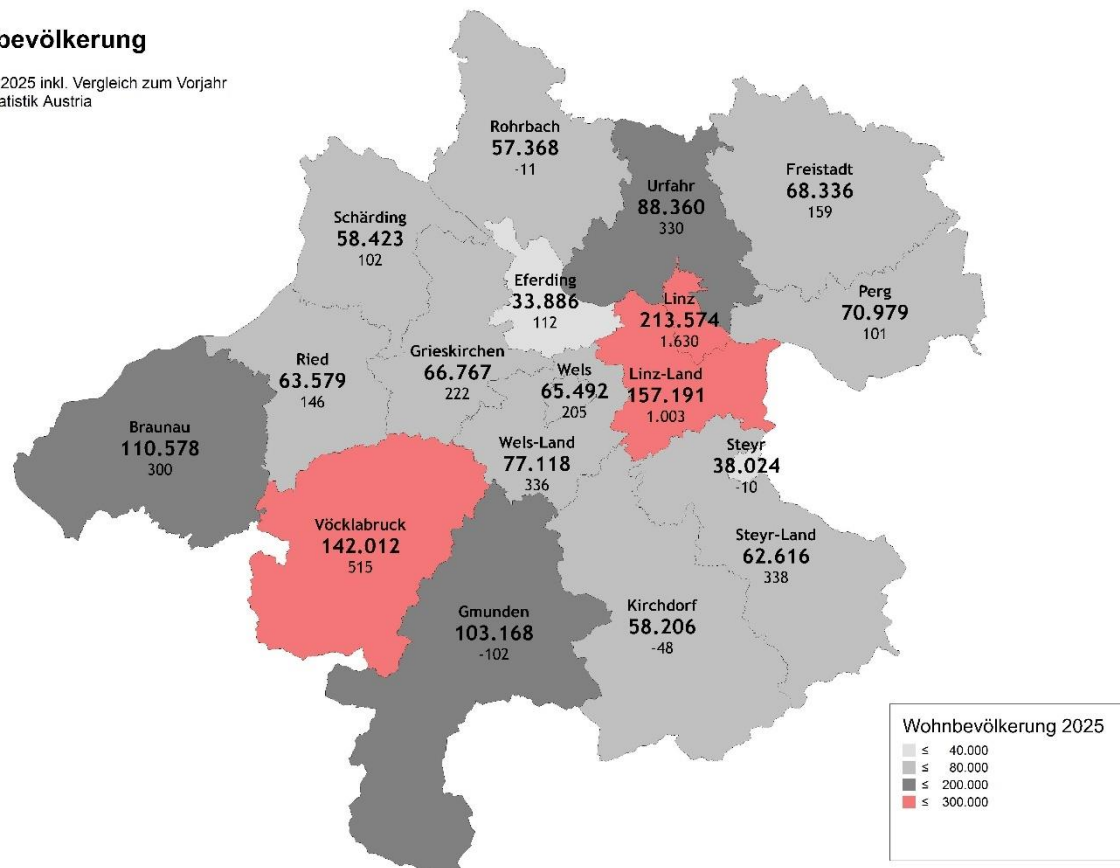 bevölkerung
2025 inkl. Vergleich zum Vorjahr
atistik Austria
Rohrbach
57.368
-11
Urfahr
88.360
330
Freistadt
68.336
159
Schärding
58.423
102
Eferding
33.886
112
Linz
213.574
1.630
Perg
70.979
101
Ried
63.579
146
Grieskirchen
66.767
222
Wels
65.492
205
Linz-Land
157.191
1.003
Braunau
110.578
300
Wels-Land
77.118
336
Steyr
38.024
-10
Vöcklabruck
142.012
515
Steyr-Land
62.616
338
Gmunden
103.168
-102
Kirchdorf
58.206
-48
Wohnbevölkerung 2025
≤ 40.000
≤ 80.000
≤ 200.000
≤ 300.000